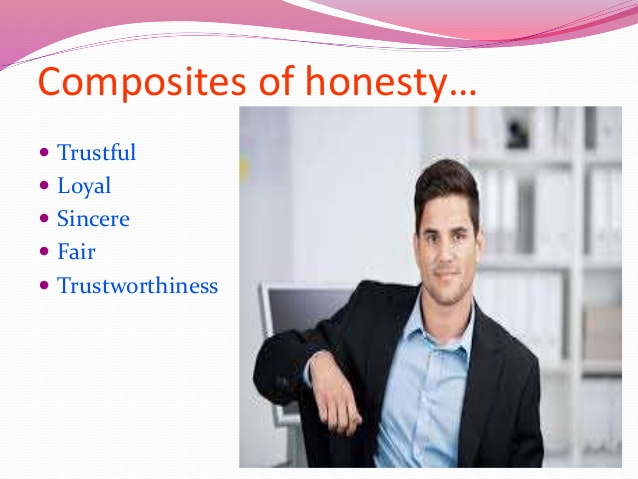 Composites of honesty…
Trustful
Loyal
Sincere
Fair
Trustworthiness